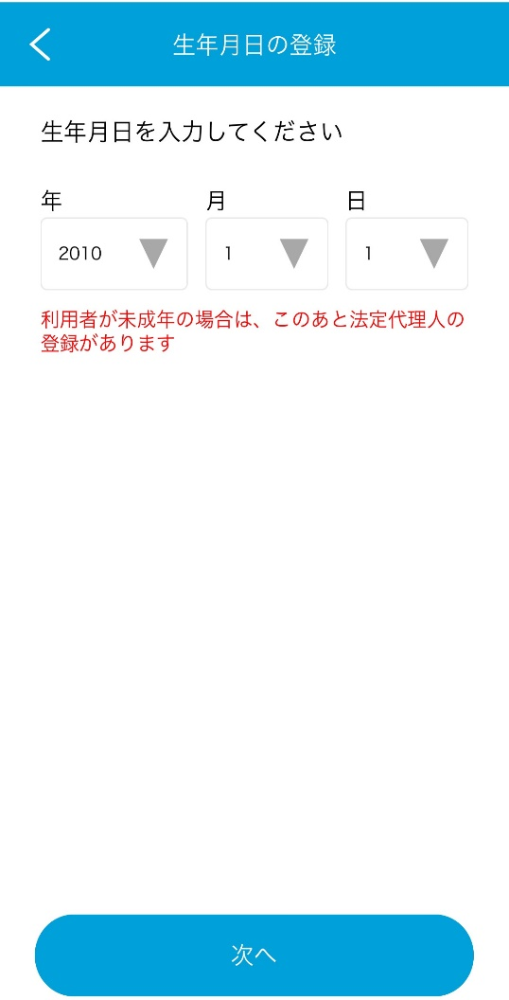 生年月日の登録
生年月日を入力してください
年 月 日
2010 1 1
利用者が未成年の場合は、このあと法定代理人の
登録があります
次へ